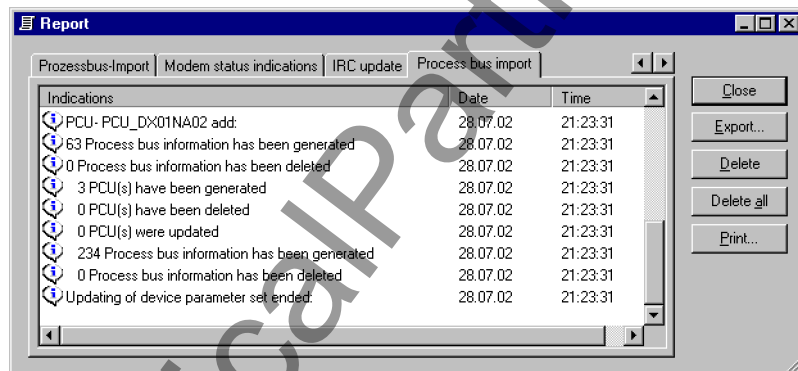 Report
Prozessbus-Import Modem status indications IRC update Process bus import
Indications Date Time
PCU- PCU_DX01NA02 add: 28.07.02 21:23:31
63 Process bus information has been generated 28.07.02 21:23:31
0 Process bus information has been deleted 28.07.02 21:23:31
3 PCU(s) have been generated 28.07.02 21:23:31
0 PCU(s) have been deleted 28.07.02 21:23:31
0 PCU(s) were updated 28.07.02 21:23:31
234 Process bus information has been generated 28.07.02 21:23:31
0 Process bus information has been deleted 28.07.02 21:23:31
Updating of device parameter set ended: 28.07.02 21:23:31
Close
Export...
Delete
Delete all
Print...
icalPart